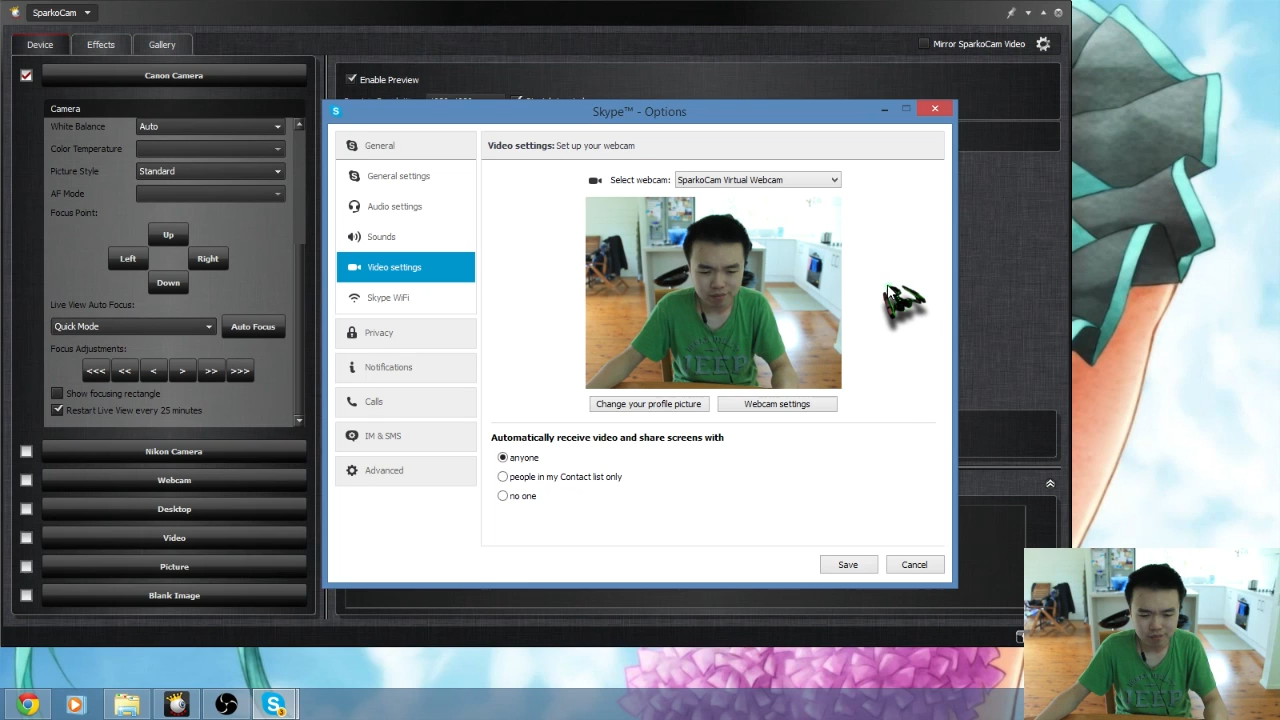 SparkoCam
Device
Effects
Gallery
Mirror SparkoCam Video
Canon Camera
Enable Preview
Camera
White Balance
Auto
Color Temperature
Picture Style
Standard
AF Mode
Focus Point:
Up
Left
Right
Down
Live View Auto Focus:
Quick Mode
Auto Focus
Focus Adjustments:
<<<
<<
<
>
>>
>>>
Show focusing rectangle
Restart Live View every 25 minutes
Nikon Camera
Webcam
Desktop
Video
Picture
Blank Image
Skype™ - Options
General
General settings
Audio settings
Sounds
Video settings
Skype WiFi
Privacy
Notifications
Calls
IM & SMS
Advanced
Video settings: Set up your webcam
Select webcam:
SparkoCam Virtual Webcam
JEEP
Change your profile picture
Webcam settings
Automatically receive video and share screens with
anyone
people in my Contact list only
no one
Save
Cancel
JEEP